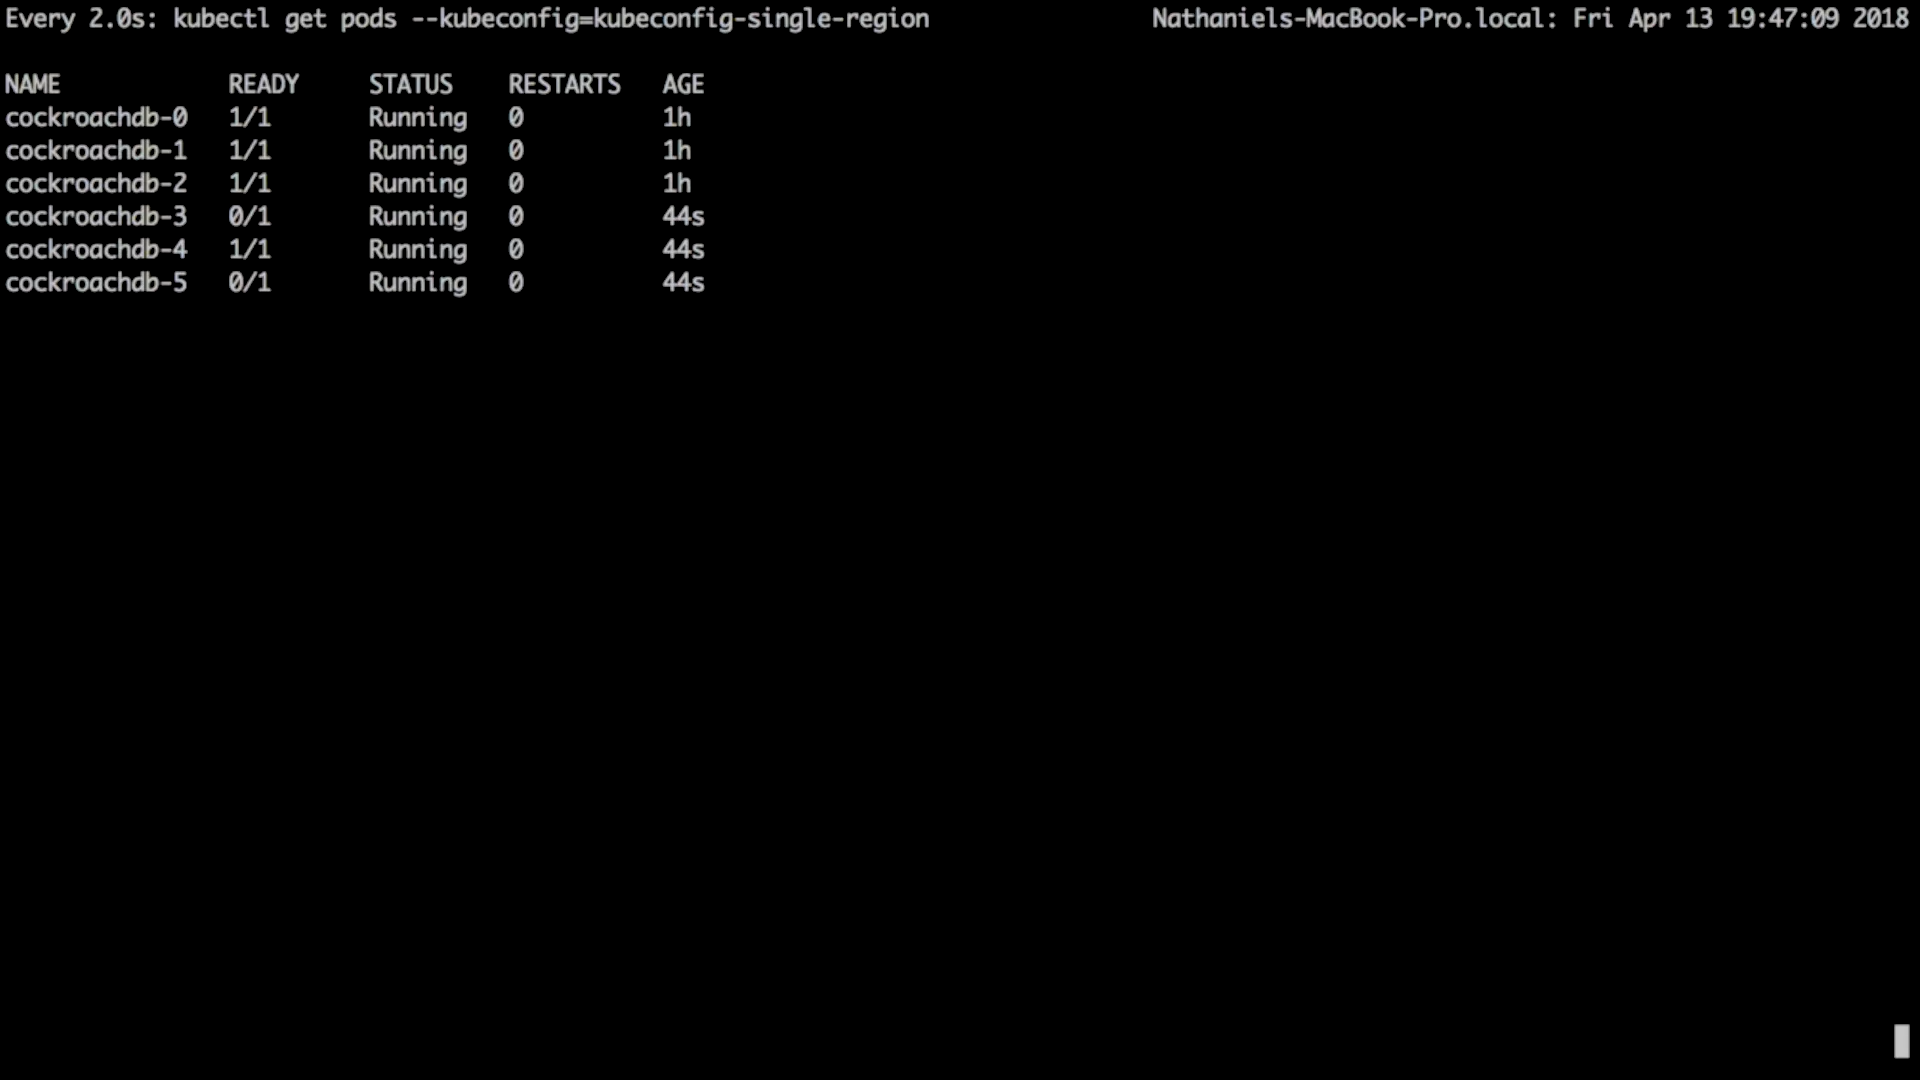 Every 2.0s: kubectl get pods --kubeconfig=kubeconfig-single-region Nathaniels-MacBook-Pro.local: Fri Apr 13 19:47:09 2018
NAME READY STATUS RESTARTS AGE
cockroachdb-0 1/1 Running 0 1h
cockroachdb-1 1/1 Running 0 1h
cockroachdb-2 1/1 Running 0 1h
cockroachdb-3 0/1 Running 0 44s
cockroachdb-4 1/1 Running 0 44s
cockroachdb-5 0/1 Running 0 44s